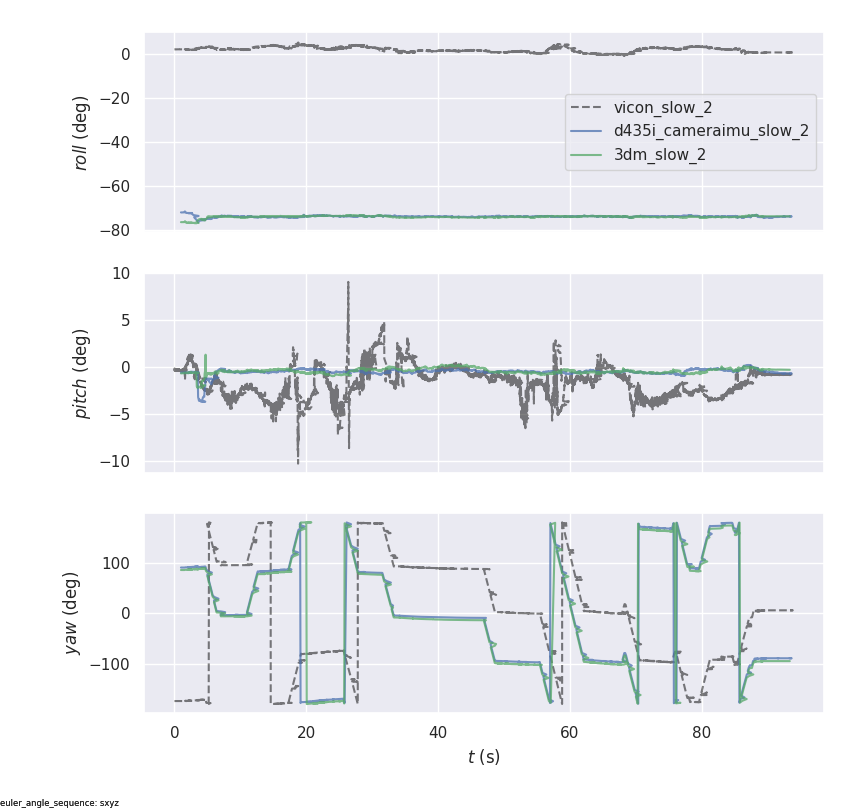 0
−20
−40
−60
−80
roll (deg)
vicon_slow_2
d435i_cameraimu_slow_2
3dm_slow_2
10
5
0
−5
−10
pitch (deg)
100
0
−100
yaw (deg)
0 20 40 60 80
t (s)
euler_angle_sequence: sxyz